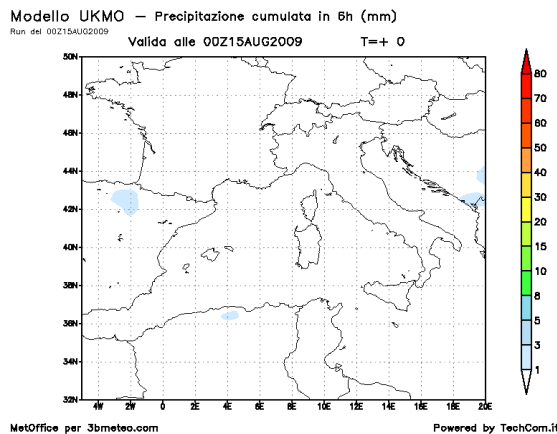 Modello UKMO — Precipitazione cumulata in 6h (mm)
Run del 00Z15AUG2009
Valida alle 00Z15AUG2009 T=+ 0
50N
48N
46N
44N
42N
40N
38N
36N
34N
32N
4W 2W 0 2E 4E 6E 8E 10E 12E 14E 16E 18E 20E
80
70
60
50
40
30
20
15
10
8
5
3
1
MetOffice per 3bmeteo.com Powered by TechCom.it